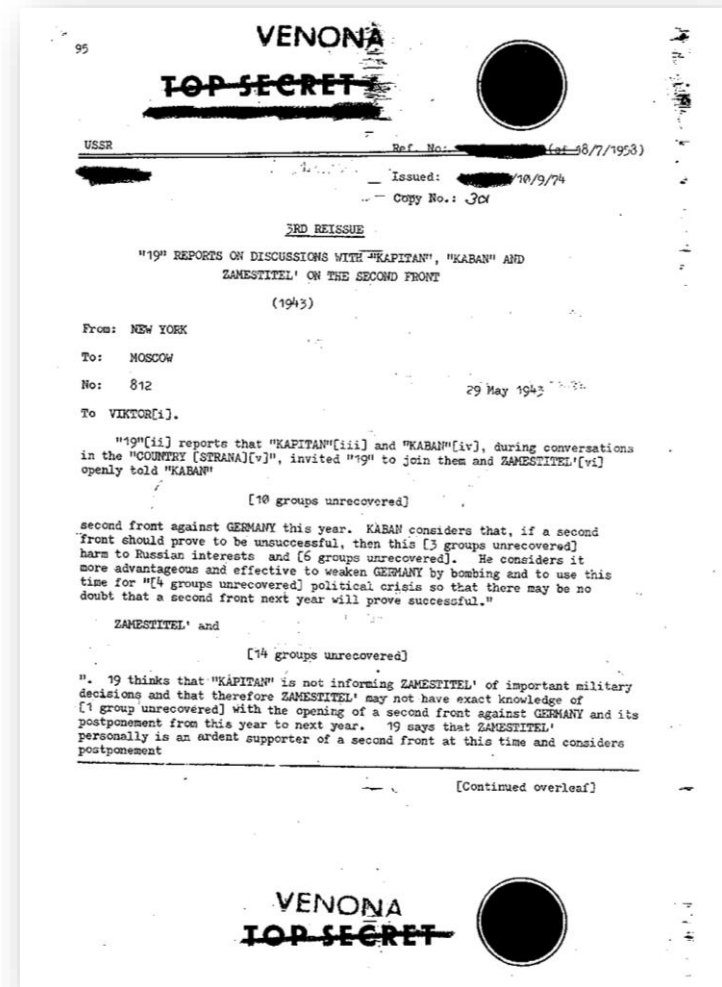 95
VENONA
TOP SECRET
USSR
Ref. No: (of 18/7/1953)
Issued: /10/9/74
Copy No.: 301
3RD REISSUE
"19" REPORTS ON DISCUSSIONS WITH "KAPITAN", "KABAN" AND
ZAMESTITEL' ON THE SECOND FRONT
(1943)
From: NEW YORK
To: MOSCOW
No: 812
29 May 1943
To VIKTOR[i].
"19"[ii] reports that "KAPITAN"[iii] and "KABAN"[iv], during conversations
in the "COUNTRY [STRANA][v]", invited "19" to join them and ZAMESTITEL'[vi]
openly told "KABAN"
[10 groups unrecovered]
second front against GERMANY this year. KABAN considers that, if a second
front should prove to be unsuccessful, then this [3 groups unrecovered]
harm to Russian interests and [6 groups unrecovered]. He considers it
more advantageous and effective to weaken GERMANY by bombing and to use this
time for "[4 groups unrecovered] political crisis so that there may be no
doubt that a second front next year will prove successful."
ZAMESTITEL' and
[14 groups unrecovered]
". 19 thinks that "KAPITAN" is not informing ZAMESTITEL' of important military
decisions and that therefore ZAMESTITEL' may not have exact knowledge of
[1 group unrecovered] with the opening of a second front against GERMANY and its
postponement from this year to next year. 19 says that ZAMESTITEL'
personally is an ardent supporter of a second front at this time and considers
postponement
[Continued overleaf]
VENONA
TOP SECRET